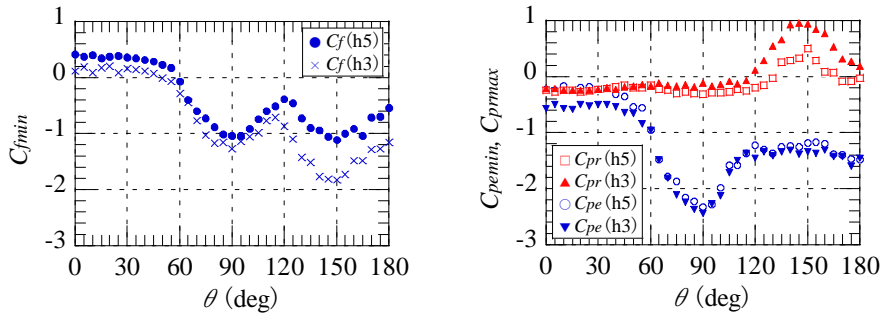 1
0
-1
-2
-3
Cfmin
Cf (h5)
Cf (h3)
0 30 60 90 120 150 180
θ (deg)
1
0
-1
-2
-3
Cpemin, Cprmax
Cpr (h5)
Cpr (h3)
Cpe (h5)
Cpe (h3)
0 30 60 90 120 150 180
θ (deg)